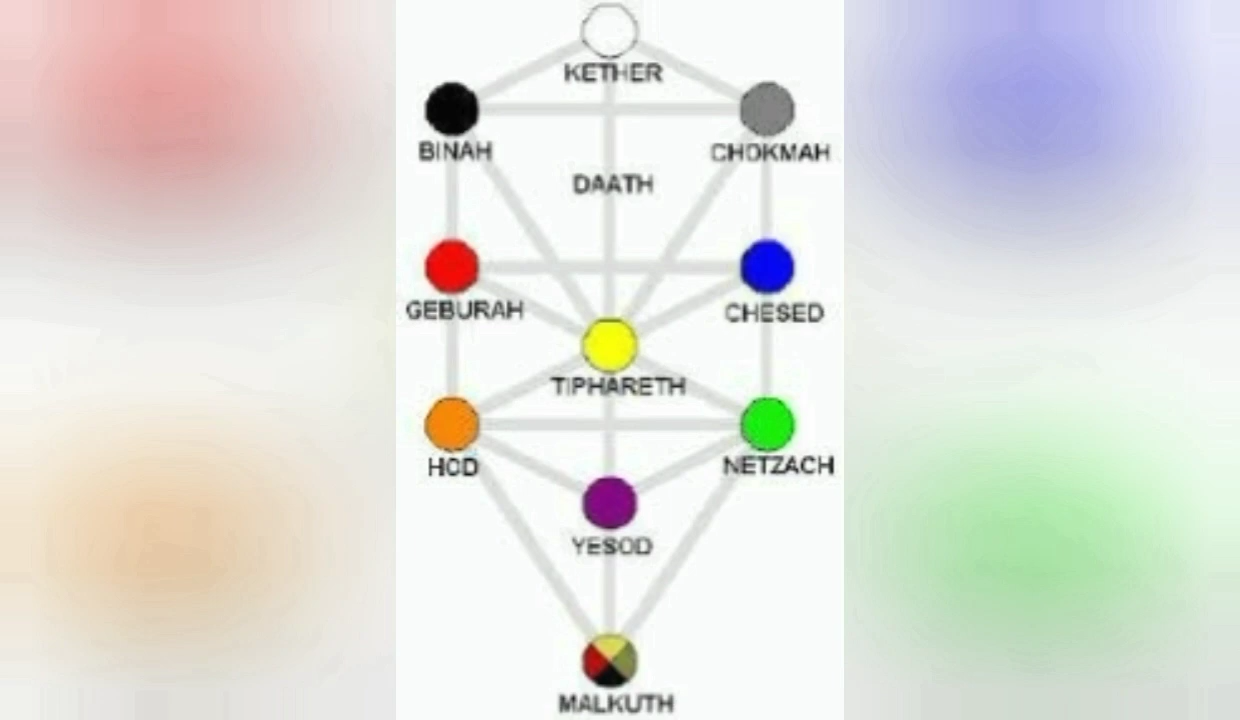 KETHER
BINAH
CHOKMAH
DAATH
GEBURAH
CHESED
TIPHARETH
HOD
NETZACH
YESOD
MALKUTH